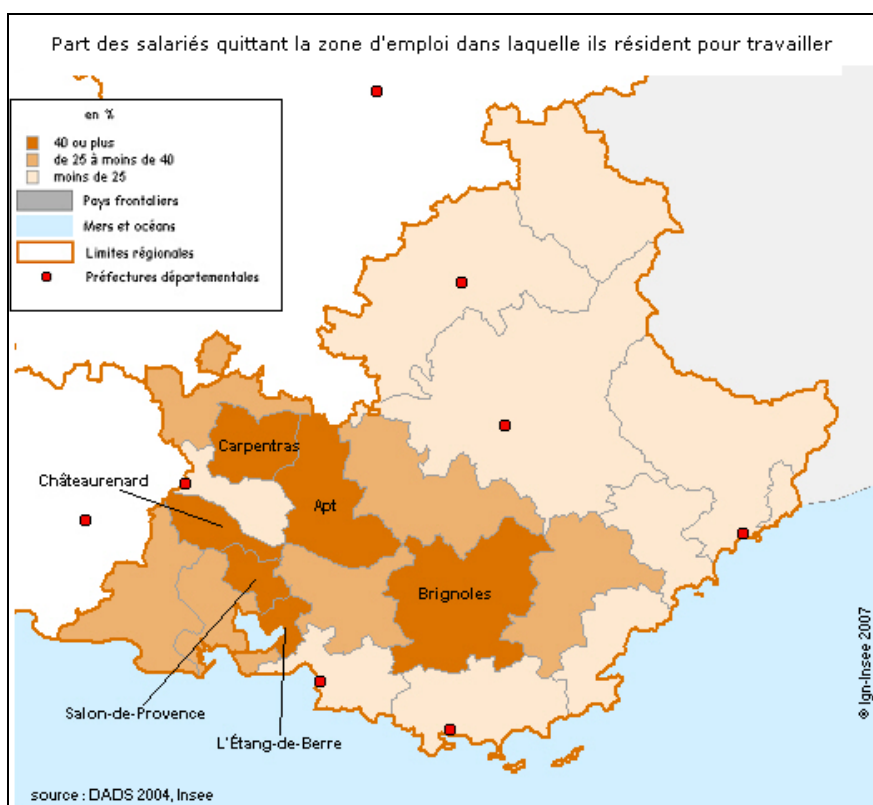 Part des salariés quittant la zone d'emploi dans laquelle ils résident pour travailler
en %
40 ou plus
de 25 à moins de 40
moins de 25
Pays frontaliers
Mers et océans
Limites régionales
Préfectures départementales
Carpentras
Châteaurenard
Apt
Brignoles
Salon-de-Provence
L'Étang-de-Berre
© Ign-Insee 2007
source : DADS 2004, Insee